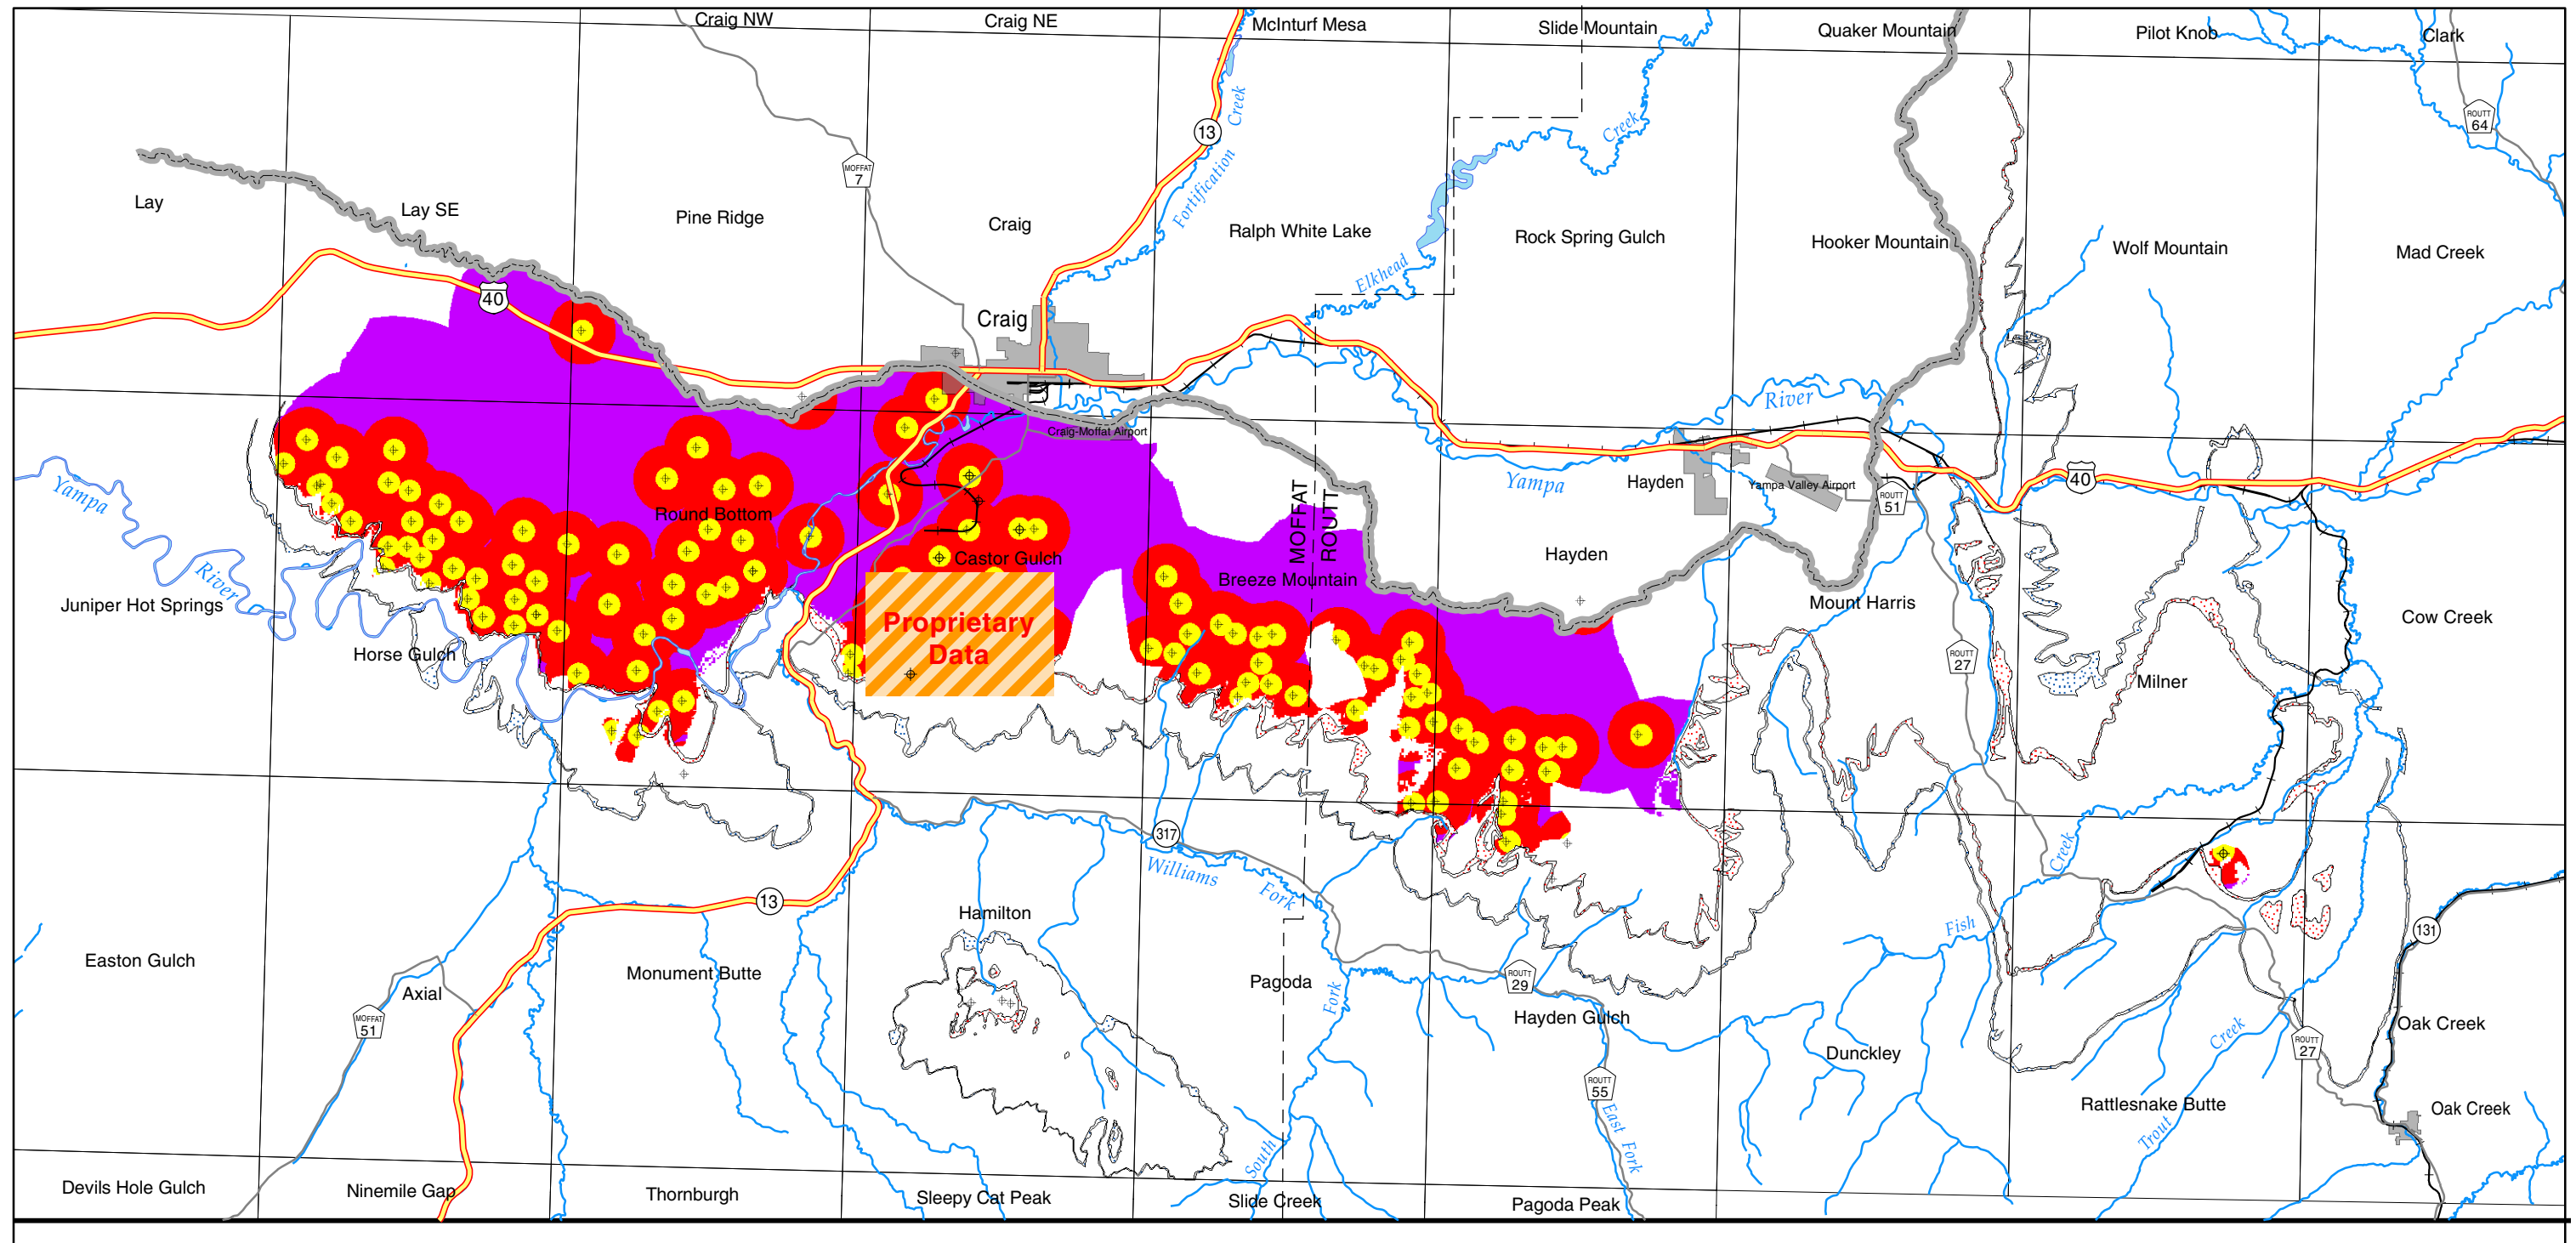 Craig NW
Craig NE
McInturf Mesa
Slide Mountain
Quaker Mountain
Pilot Knob
Clark
Creek
13
Fortification
Creek
ROUTT
64
MOFFAT
7
Lay
Lay SE
Pine Ridge
Craig
Ralph White Lake
Rock Spring Gulch
Hooker Mountain
Wolf Mountain
Mad Creek
Elkhead
40
Craig
Craig-Moffat Airport
River
Yampa
Hayden
Yampa Valley Airport
ROUTT
51
40
Yampa
River
Round Bottom
MOFFAT
ROUTT
Castor Gulch
Breeze Mountain
Hayden
Mount Harris
Juniper Hot Springs
Cow Creek
Proprietary
Data
Horse Gulch
ROUTT
27
Milner
317
Williams
Fork
Creek
13
Hamilton
Fish
131
Easton Gulch
Monument Butte
Axial
Pagoda
ROUTT
29
Fork
MOFFAT
51
Hayden Gulch
Dunckley
Creek
ROUTT
27
Oak Creek
ROUTT
55
East Fork
Rattlesnake Butte
Oak Creek
Trout
South
Devils Hole Gulch
Ninemile Gap
Thornburgh
Sleepy Cat Peak
Slide Creek
Pagoda Peak